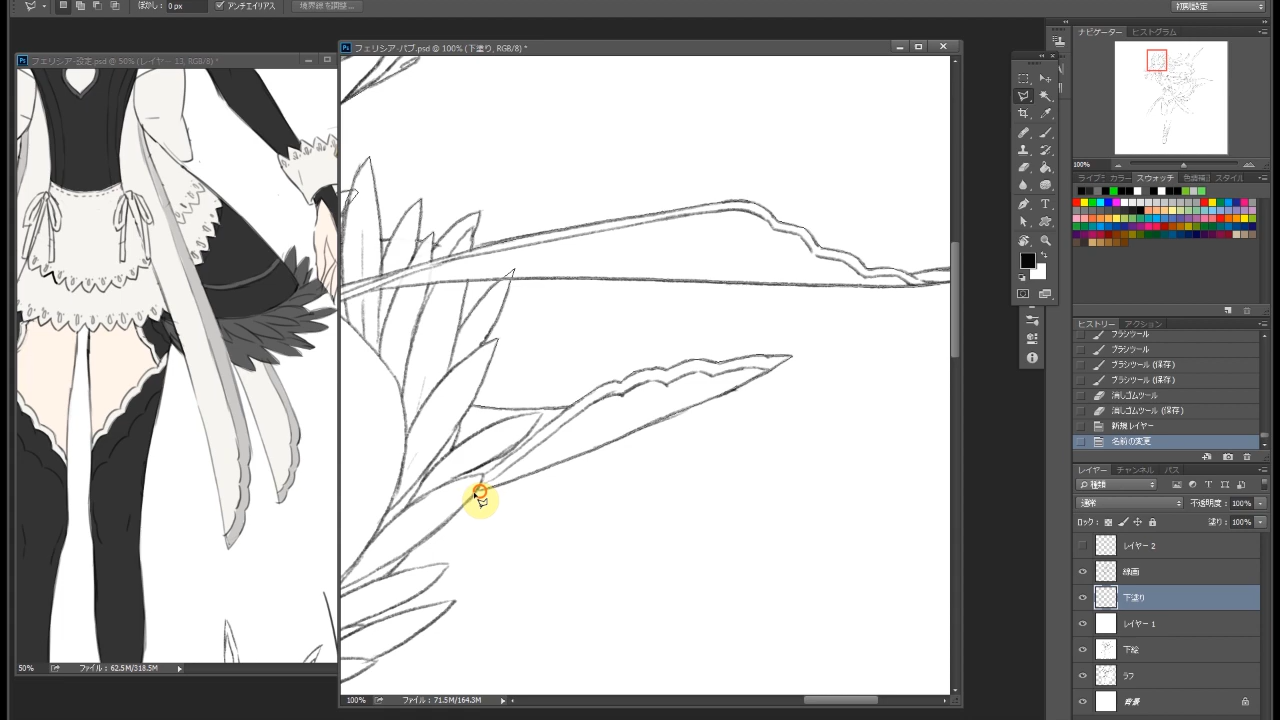 ぼかし: 0 px アンチエイリアス 境界線を調整... 初期設定
フェリシア-設定.psd @ 50% (レイヤー 13, RGB/8) *
フェリシア-パブ.psd @ 100% (下塗り, RGB/8) *
ナビゲーター ヒストグラム
100%
カラー スウォッチ スタイル
ヒストリー アクション
ブラシツール
ブラシツール
ブラシツール (保存)
ブラシツール (保存)
消しゴムツール
消しゴムツール (保存)
新規レイヤー
名前の変更
レイヤー チャンネル パス
種類
通常 不透明度: 100%
ロック: 塗り: 100%
レイヤー 2
線画
下塗り
レイヤー 1
下絵
ラフ
背景
50% ファイル : 62.5M/318.5M
100% ファイル : 71.5M/164.3M